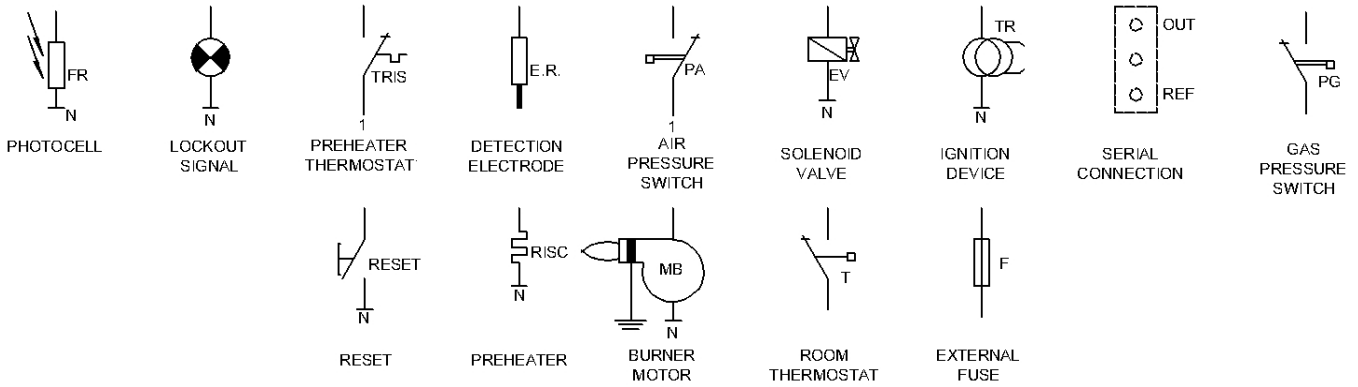 FR
N
PHOTOCELL
N
LOCKOUT
SIGNAL
TRIS
1
PREHEATER
THERMOSTAT
E.R.
DETECTION
ELECTRODE
PA
1
AIR
PRESSURE
SWITCH
EV
N
SOLENOID
VALVE
TR
N
IGNITION
DEVICE
OUT
REF
SERIAL
CONNECTION
PG
GAS
PRESSURE
SWITCH
RESET
N
RESET
RISC
N
PREHEATER
MB
N
BURNER
MOTOR
T
ROOM
THERMOSTAT
F
EXTERNAL
FUSE